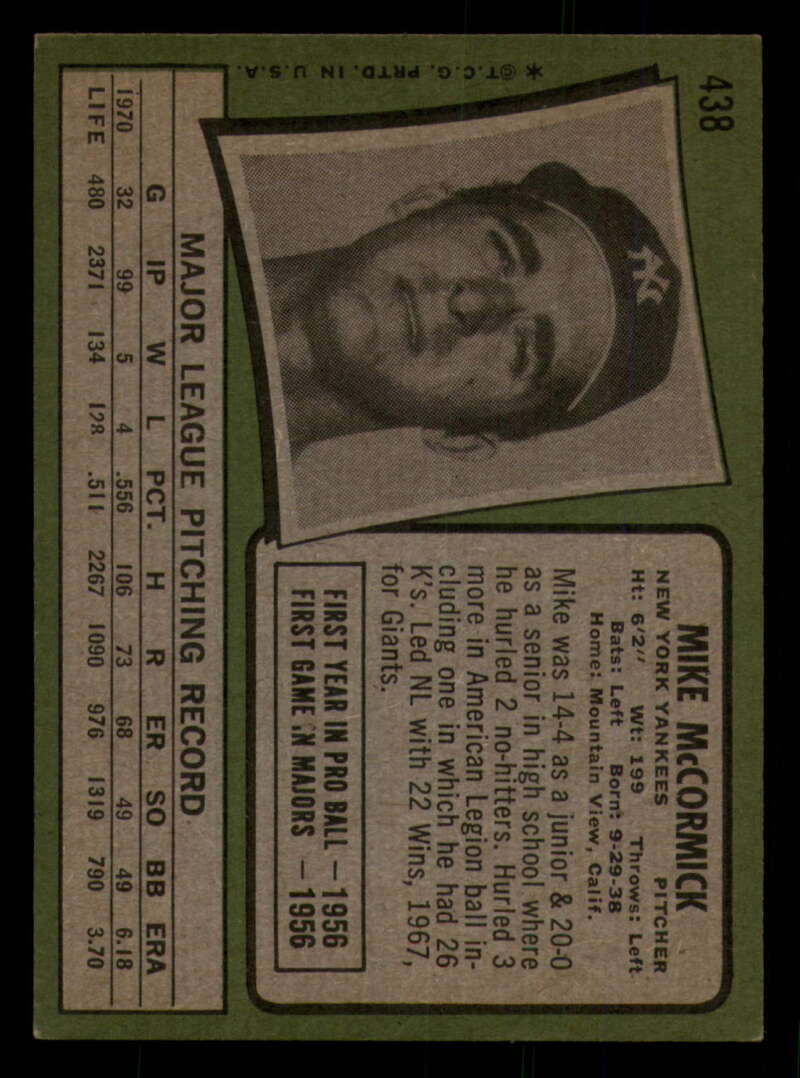 438
* ©T.C.G. PRTD. IN U.S.A.
NY
MIKE McCORMICK
NEW YORK YANKEES PITCHER
Ht: 6'2" Wt: 199 Throws: Left
Bats: Left Born: 9-29-38
Home: Mountain View, Calif.
Mike was 14-4 as a junior & 20-0
as a senior in high school where
he hurled 2 no-hitters. Hurled 3
more in American Legion ball in-
cluding one in which he had 26
K's. Led NL with 22 Wins, 1967,
for Giants.
FIRST YEAR IN PRO BALL — 1956
FIRST GAME IN MAJORS — 1956
MAJOR LEAGUE PITCHING RECORD
G IP W L PCT. H R ER SO BB ERA
1970 32 99 5 4 .556 106 73 68 49 49 6.18
LIFE 480 2371 134 128 .511 2267 1090 976 1319 790 3.70